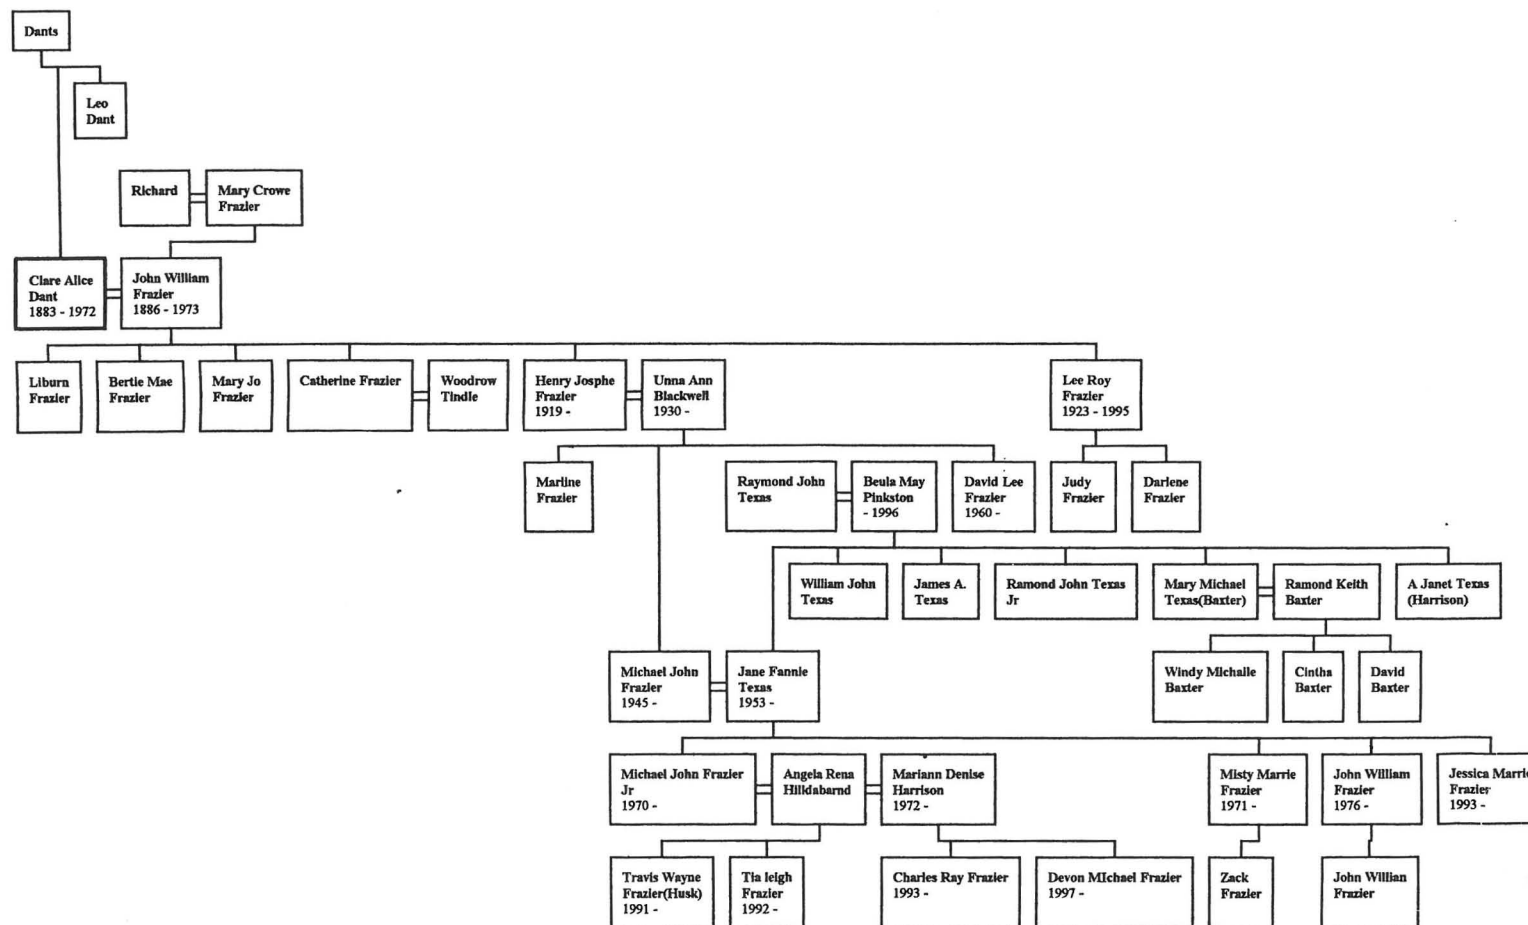 Dants
Leo
Dant
Richard
Mary Crowe
Frazier
Clare Alice
Dant
1883 - 1972
John William
Frazier
1886 - 1973
Liburn
Frazier
Bertie Mae
Frazier
Mary Jo
Frazier
Catherine Frazier
Woodrow
Tindle
Henry Josphe
Frazier
1919 -
Unna Ann
Blackwell
1930 -
Lee Roy
Frazier
1923 - 1995
Marline
Frazier
Raymond John
Texas
Beula May
Pinkston
- 1996
David Lee
Frazier
1960 -
Judy
Frazier
Darlene
Frazier
William John
Texas
James A.
Texas
Ramond John Texas
Jr
Mary Michael
Texas(Baxter)
Ramond Keith
Baxter
A Janet Texas
(Harrison)
Michael John
Frazier
1945 -
Jane Fannie
Texas
1953 -
Windy Michalle
Baxter
Cintha
Baxter
David
Baxter
Michael John Frazier
Jr
1970 -
Angela Rena
Hilldabarnd
Mariann Denise
Harrison
1972 -
Misty Marrie
Frazier
1971 -
John William
Frazier
1976 -
Jessica Marrie
Frazier
1993 -
Travis Wayne
Frazier(Husk)
1991 -
Tia leigh
Frazier
1992 -
Charles Ray Frazier
1993 -
Devon MIchael Frazier
1997 -
Zack
Frazier
John Willian
Frazier